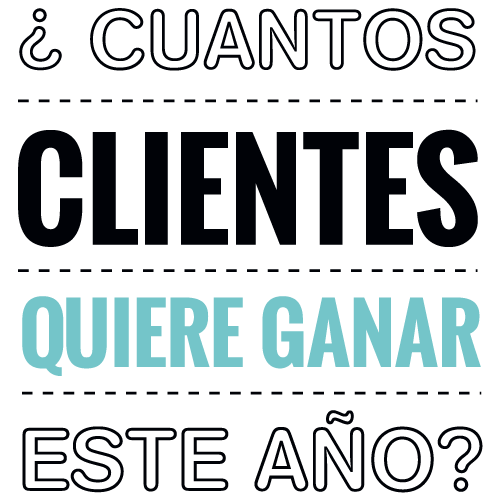 ¿ CUANTOS
CLIENTES
QUIERE GANAR
ESTE AÑO?